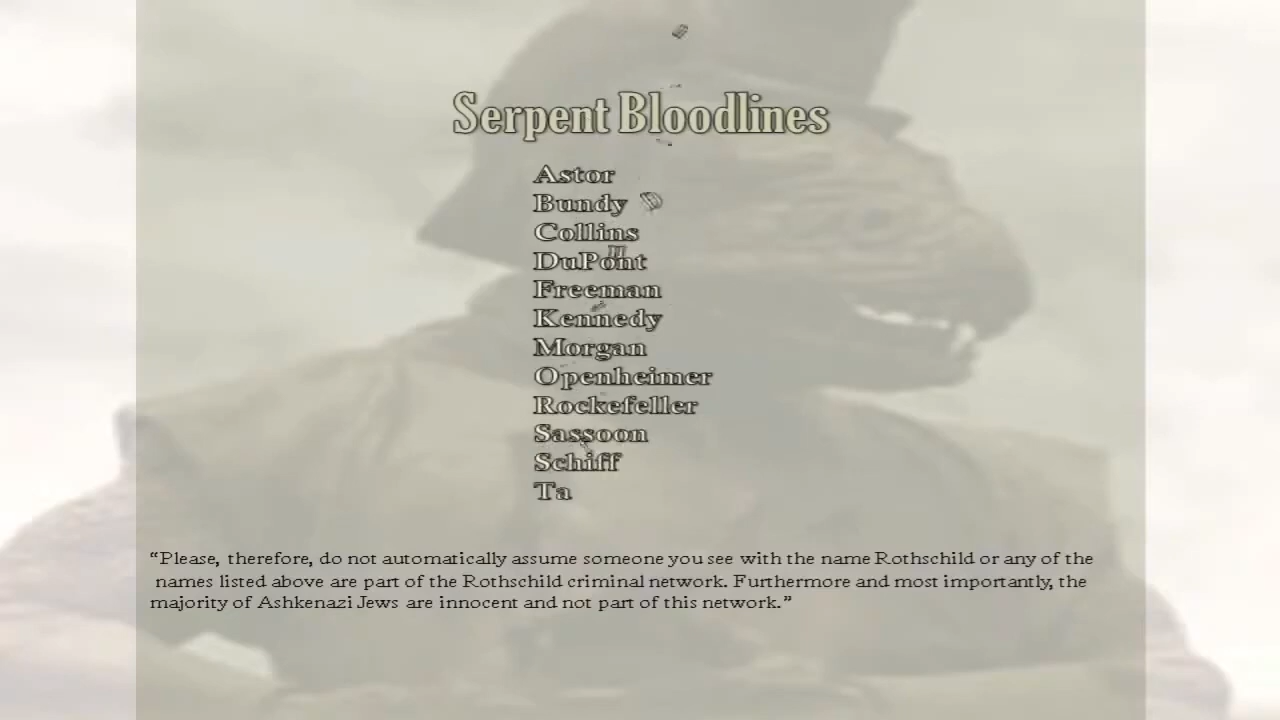 Serpent Bloodlines
Astor
Bundy
Collins
DuPont
Freeman
Kennedy
Morgan
Openheimer
Rockefeller
Sassoon
Schiff
Ta
“Please, therefore, do not automatically assume someone you see with the name Rothschild or any of the
names listed above are part of the Rothschild criminal network. Furthermore and most importantly, the
majority of Ashkenazi Jews are innocent and not part of this network.”